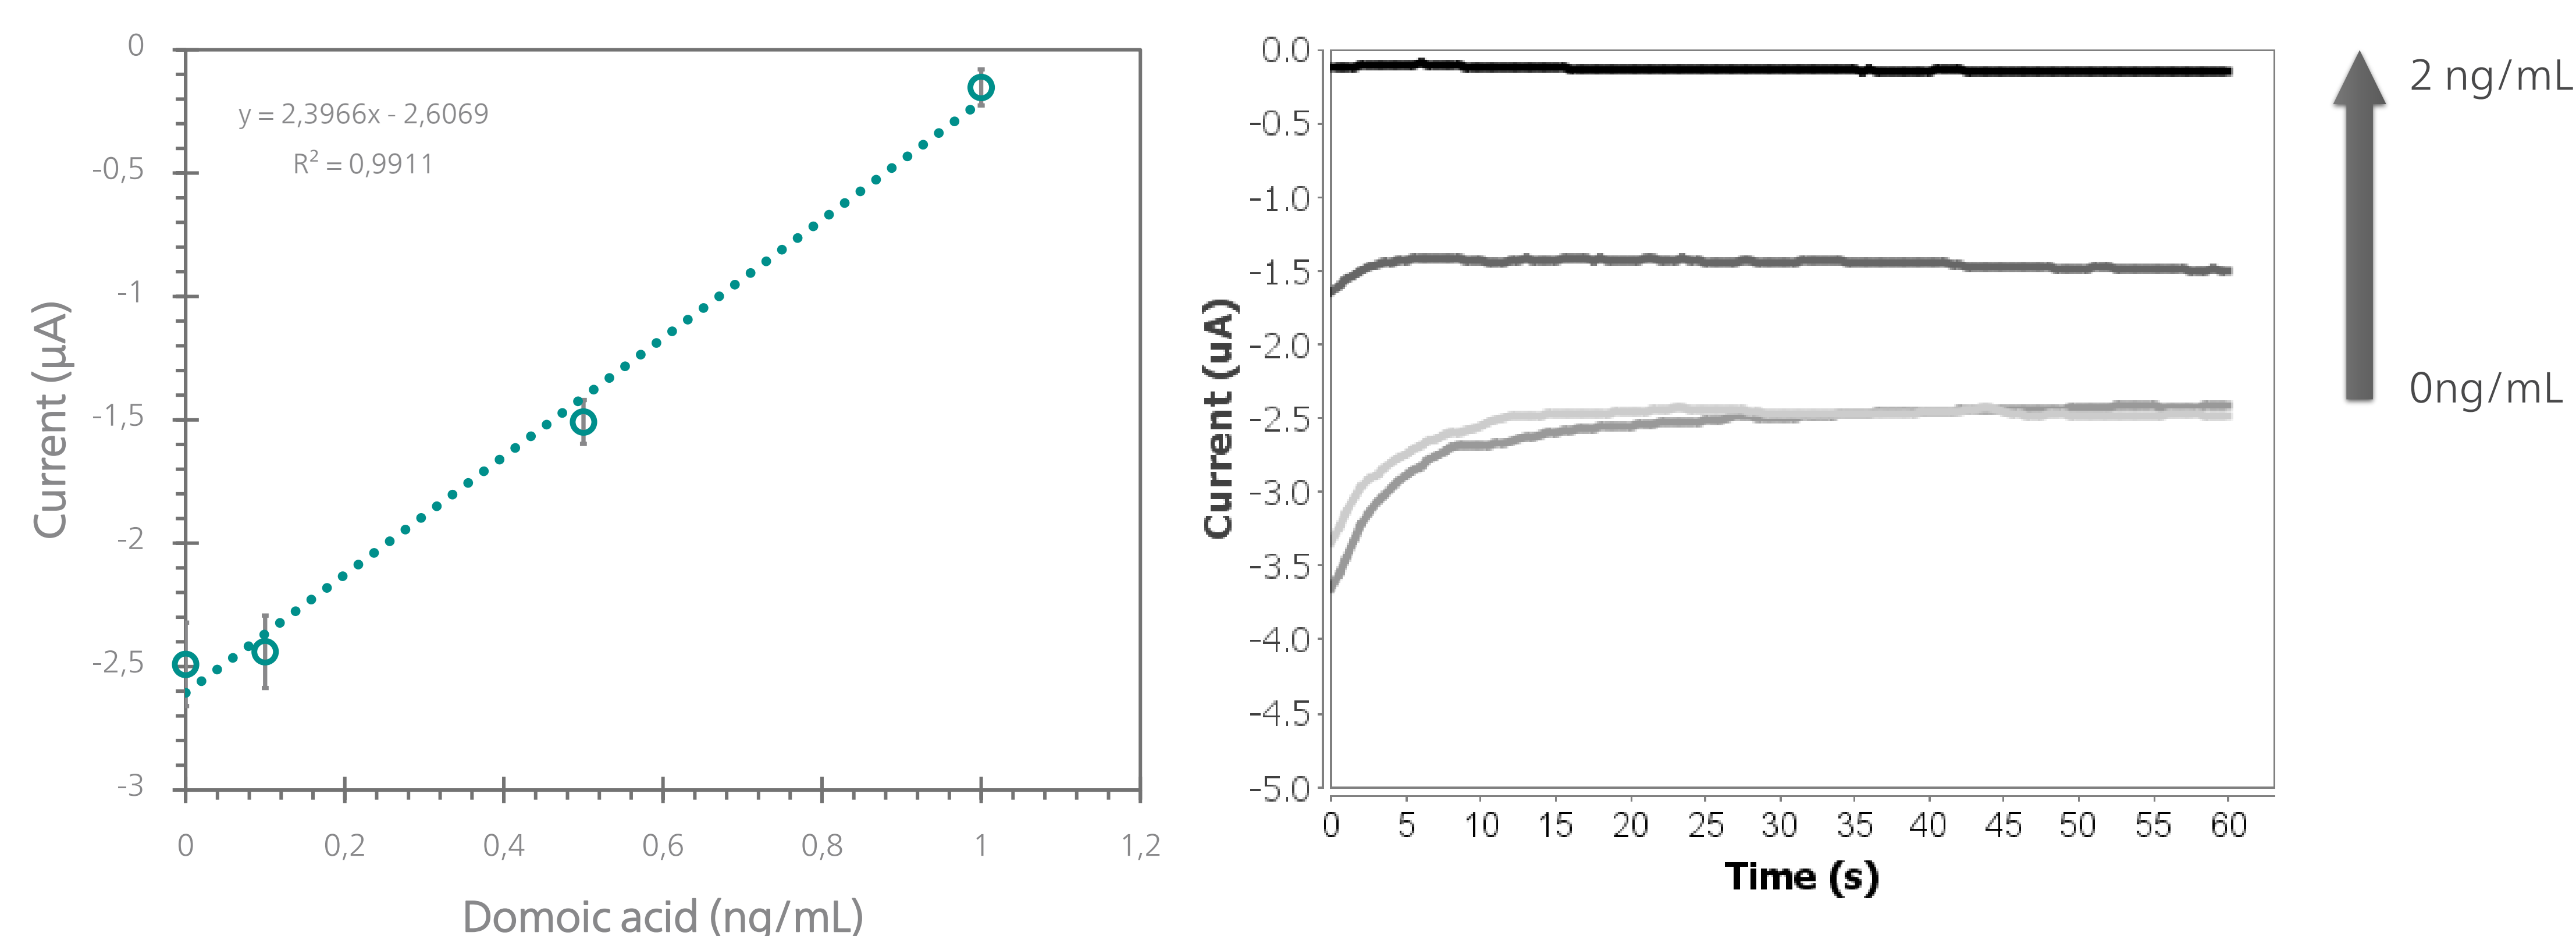 y = 2,3966x - 2,6069
R² = 0,9911
0
-0,5
-1
-1,5
-2
-2,5
-3
Current (µA)
0 0,2 0,4 0,6 0,8 1 1,2
Domoic acid (ng/mL)
0.0
-0.5
-1.0
-1.5
-2.0
-2.5
-3.0
-3.5
-4.0
-4.5
-5.0
Current (uA)
0 5 10 15 20 25 30 35 40 45 50 55 60
Time (s)
2 ng/mL
0ng/mL